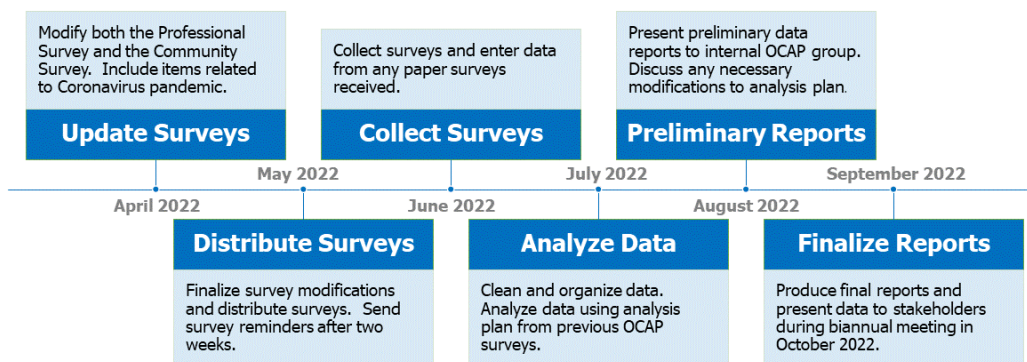 Modify both the Professional
Survey and the Community
Survey. Include items related
to Coronavirus pandemic.
Update Surveys
Collect surveys and enter data
from any paper surveys
received.
Collect Surveys
Present preliminary data
reports to internal OCAP group.
Discuss any necessary
modifications to analysis plan.
Preliminary Reports
May 2022
July 2022
September 2022
April 2022
June 2022
August 2022
Distribute Surveys
Finalize survey modifications
and distribute surveys. Send
survey reminders after two
weeks.
Analyze Data
Clean and organize data.
Analyze data using analysis
plan from previous OCAP
surveys.
Finalize Reports
Produce final reports and
present data to stakeholders
during biannual meeting in
October 2022.